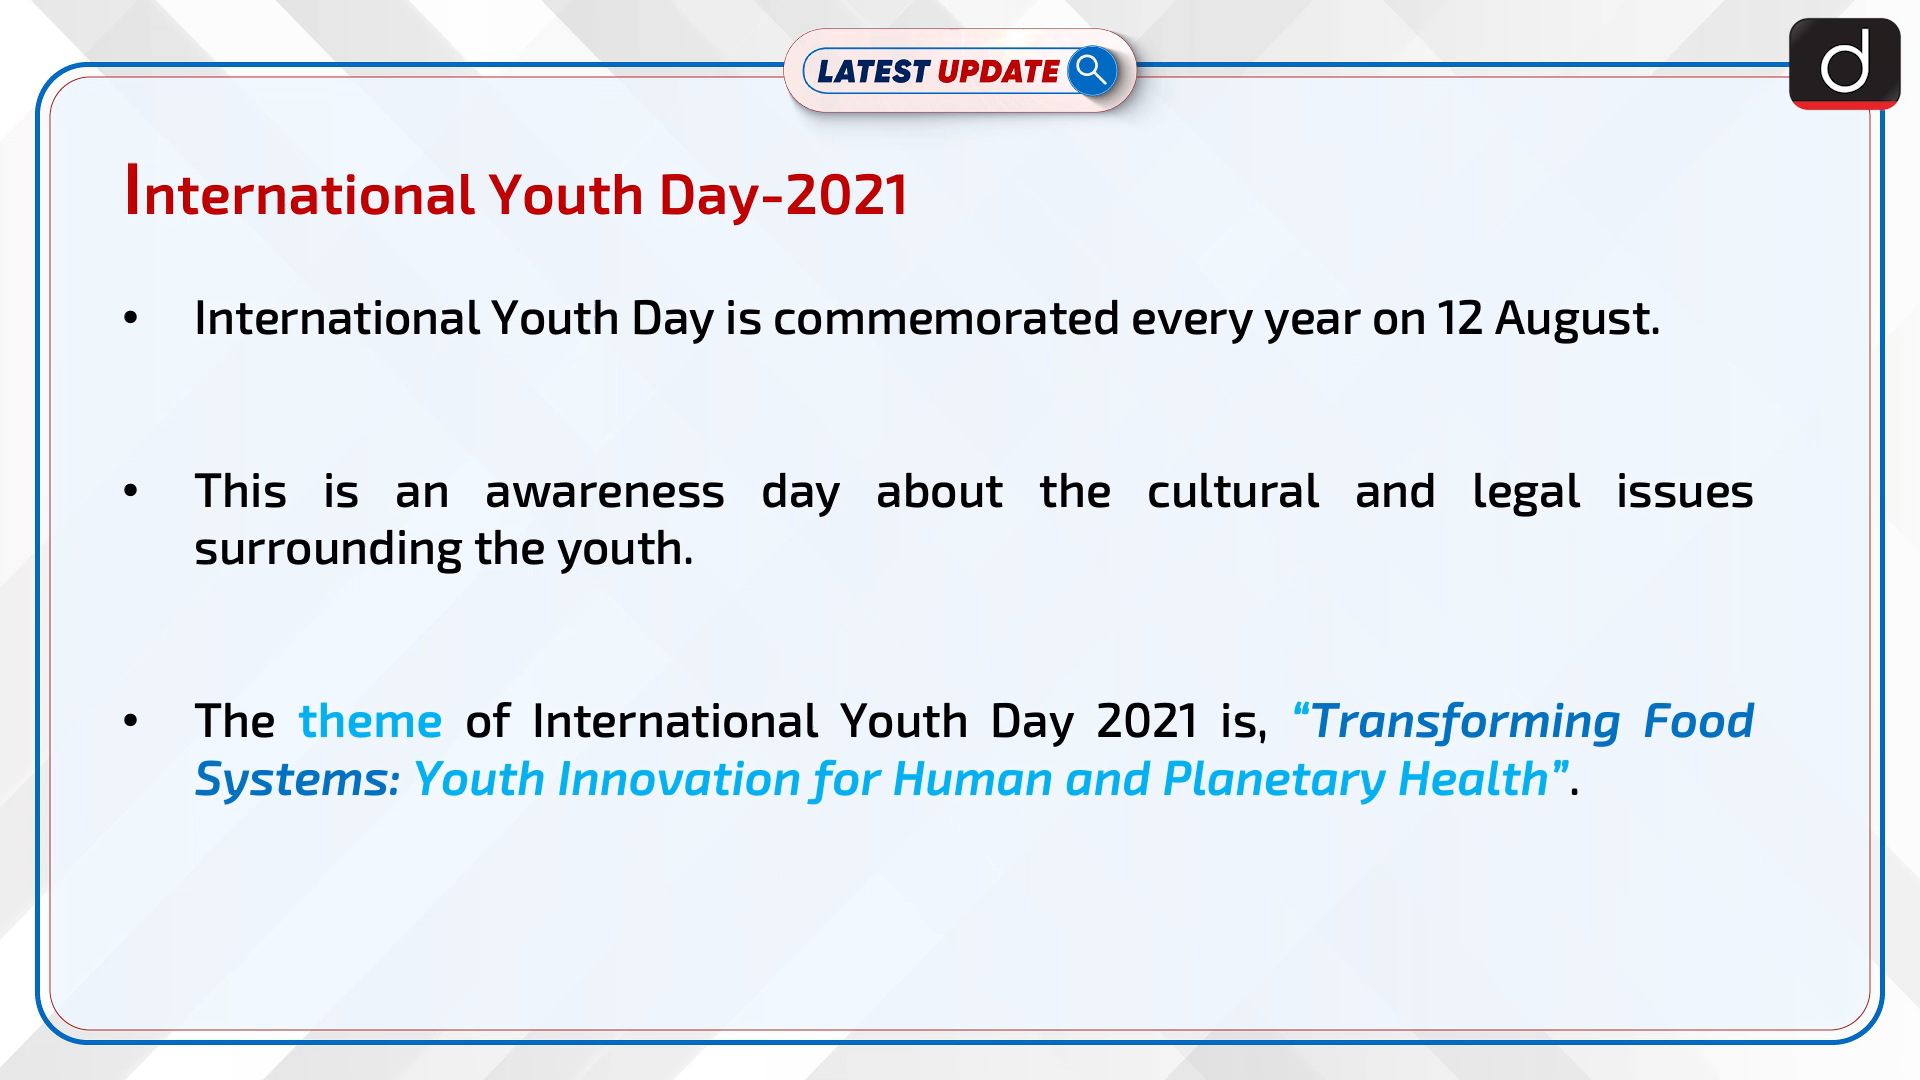 LATEST UPDATE
d
International Youth Day-2021
• International Youth Day is commemorated every year on 12 August.
• This is an awareness day about the cultural and legal issues
surrounding the youth.
• The theme of International Youth Day 2021 is, “Transforming Food
Systems: Youth Innovation for Human and Planetary Health”.